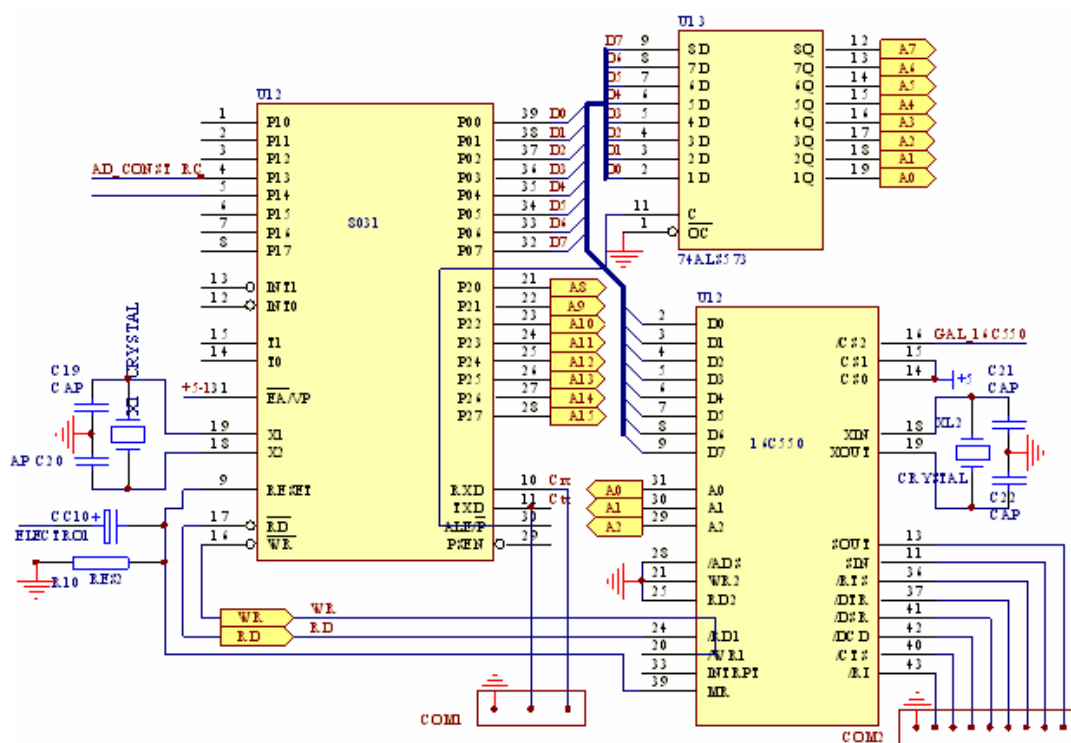 U12
8031
1 P10
2 P11
3 P12
AD_CONST_RC 4 P13
5 P14
6 P15
7 P16
8 P17
13 INT1
12 INT0
15 T1
14 T0
+5-1 31 EA/VP
19 X1
18 X2
9 RESET
17 RD
16 WR
P00 39 D0
P01 38 D1
P02 37 D2
P03 36 D3
P04 35 D4
P05 34 D5
P06 33 D6
P07 32 D7
P20 21 A8
P21 22 A9
P22 23 A10
P23 24 A11
P24 25 A12
P25 26 A13
P26 27 A14
P27 28 A15
RXD 10
TXD 11
ALE/P 30
PSEN 29
C19
CAP
X1 CRYSTAL
AP C20
CC10 +
ELECTRO1
R10 RES2
WR WR
RD RD
COM1
U13
D7 9 8D 8Q 12 A7
D6 8 7D 7Q 13 A6
D5 7 6D 6Q 14 A5
D4 6 5D 5Q 15 A4
D3 5 4D 4Q 16 A3
D2 4 3D 3Q 17 A2
D1 3 2D 2Q 18 A1
D0 2 1D 1Q 19 A0
11 C
1 OC
74ALS573
U12
16C550
2 D0
3 D1
4 D2
5 D3
6 D4
7 D5
8 D6
9 D7
A0 31 A0
A1 30 A1
A2 29 A2
28 /ADS
21 WR2
25 RD2
24 /RD1
20 /WR1
33 INTRPT
39 MR
/CS2 16 GAL_16C550
CS1 15
CS0 14 +5
XIN 18
XOUT 19
SOUT 13
SIN 11
/RTS 36
/DTR 37
/DSR 41
/DCD 42
/CTS 40
/RI 43
C21
CAP
XL2
CRYSTAL
C22
CAP
COM2